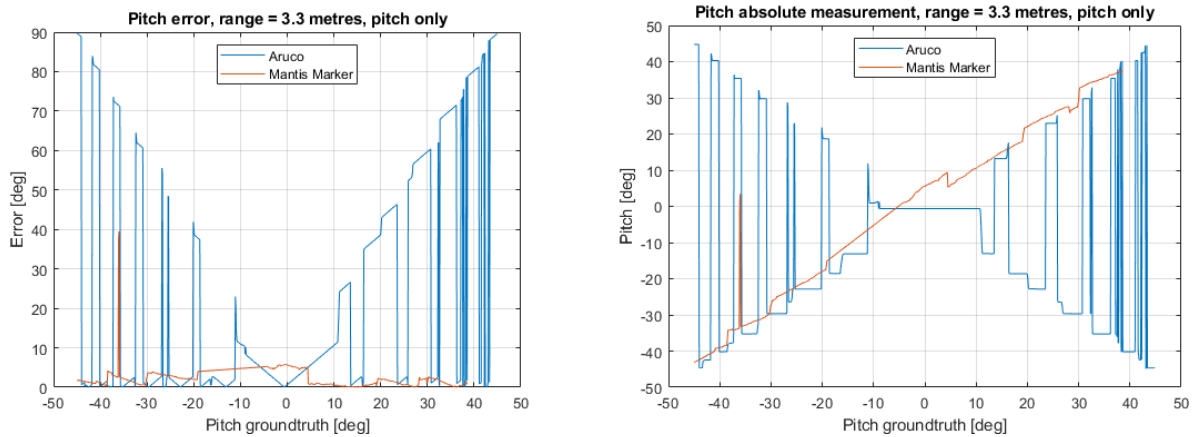 Pitch error, range = 3.3 metres, pitch only
90
80
70
60
50
40
30
20
10
0
Error [deg]
Aruco
Mantis Marker
-50 -40 -30 -20 -10 0 10 20 30 40 50
Pitch groundtruth [deg]
Pitch absolute measurement, range = 3.3 metres, pitch only
50
40
30
20
10
0
-10
-20
-30
-40
-50
Pitch [deg]
Aruco
Mantis Marker
-50 -40 -30 -20 -10 0 10 20 30 40 50
Pitch groundtruth [deg]